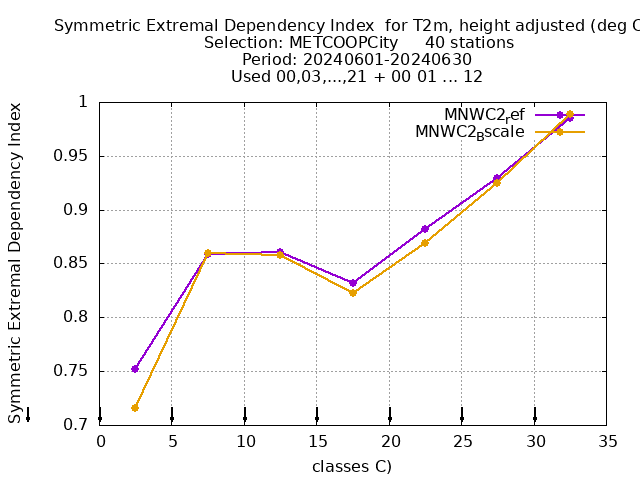 Symmetric Extremal Dependency Index for T2m, height adjusted (deg C
Selection: METCOOPCity 40 stations
Period: 20240601-20240630
Used 00,03,...,21 + 00 01 ... 12
Symmetric Extremal Dependency Index
1
0.95
0.9
0.85
0.8
0.75
0.7
MNWC2_ref
MNWC2_Bscale
0 5 10 15 20 25 30 35
classes C)